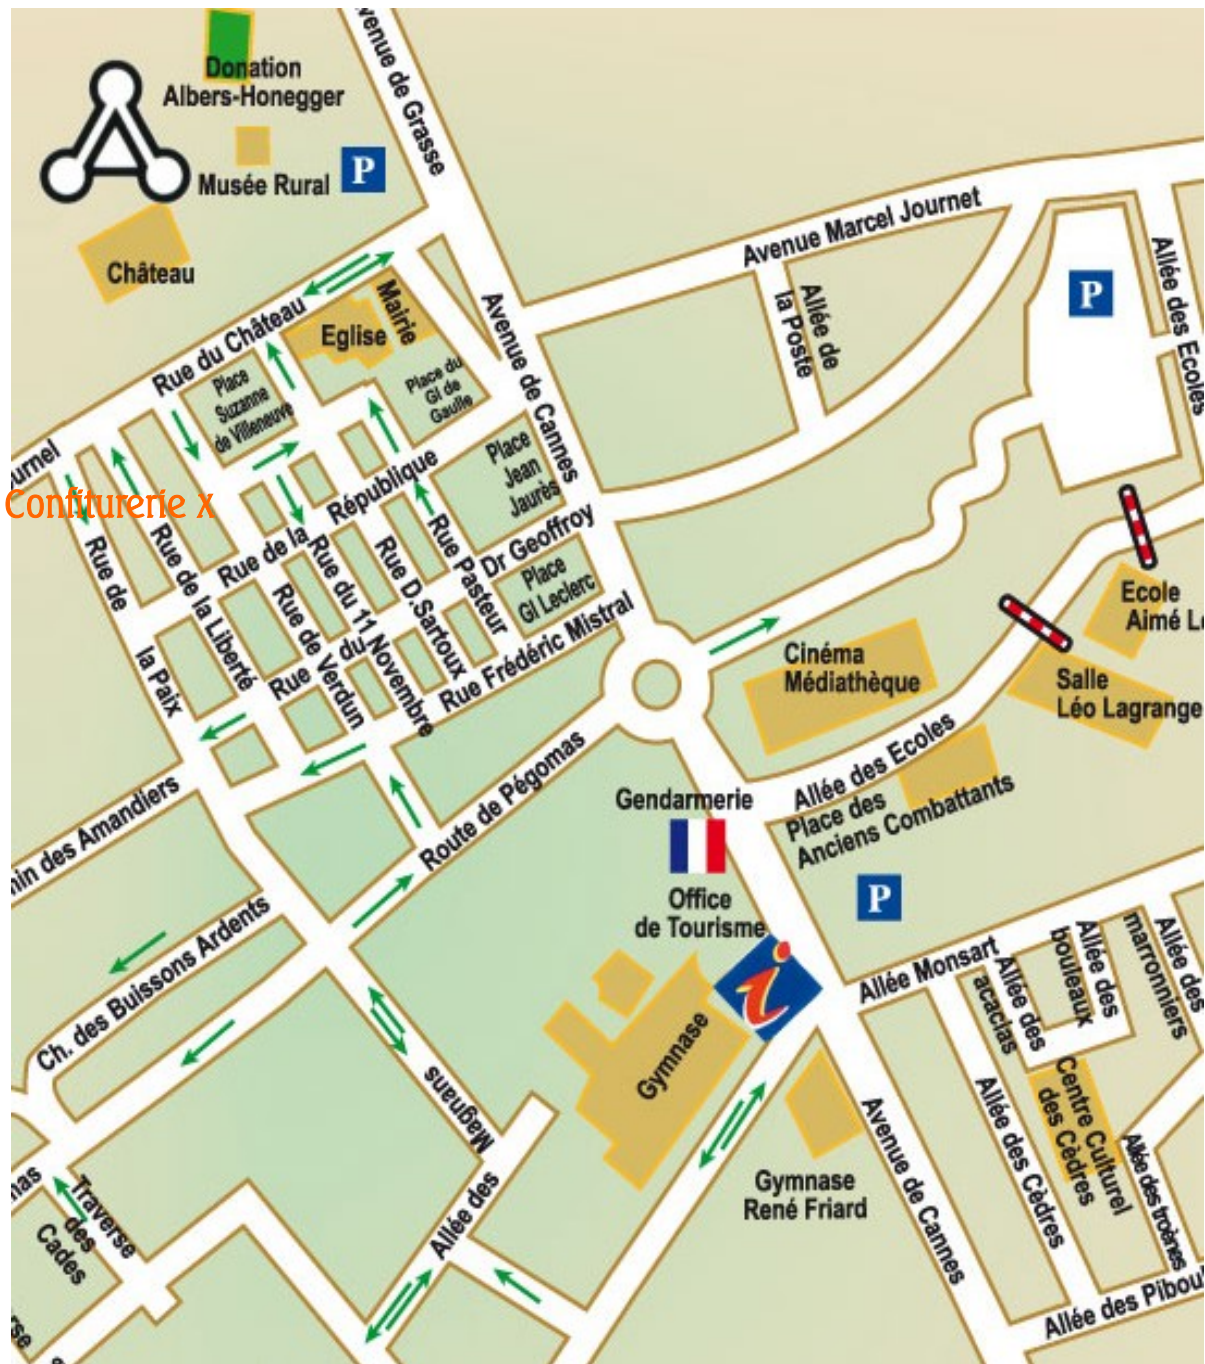 Avenue de Grasse
Donation
Albers-Honegger
P
Musée Rural
Château
Avenue Marcel Journet
P
Allée des Ecoles
Allée de
la Poste
Mairie
Eglise
Rue du Château
Avenue de Cannes
Place
Suzanne
de Villeneuve
Place du
Gl de
Gaulle
Confiturerie X
Place
Jean
Jaurès
Rue de la République
Dr Geoffroy
Rue de la Paix
Rue de la Liberté
Rue du 11 Novembre
Rue D.Sartoux
Rue Pasteur
Place
Gl Leclerc
Rue de Verdun
Rue du
Rue Frédéric Mistral
Ecole
Cinéma
Médiathèque
Salle
Léo Lagrange
Route de Pégomas
Allée des Ecoles
Gendarmerie
Place des
Anciens Combattants
des Amandiers
P
Office
de Tourisme
i
Ch. des Buissons Ardents
Allée Monsart
Allée des
acacias
Allée des
bouleaux
Allée des
marronniers
Gymnase
Allée des Magnans
Allée des Cèdres
Centre Culturel
des Cèdres
Allée des troènes
Avenue de Cannes
Gymnase
René Friard
Traverse
des
Cades
Allée des